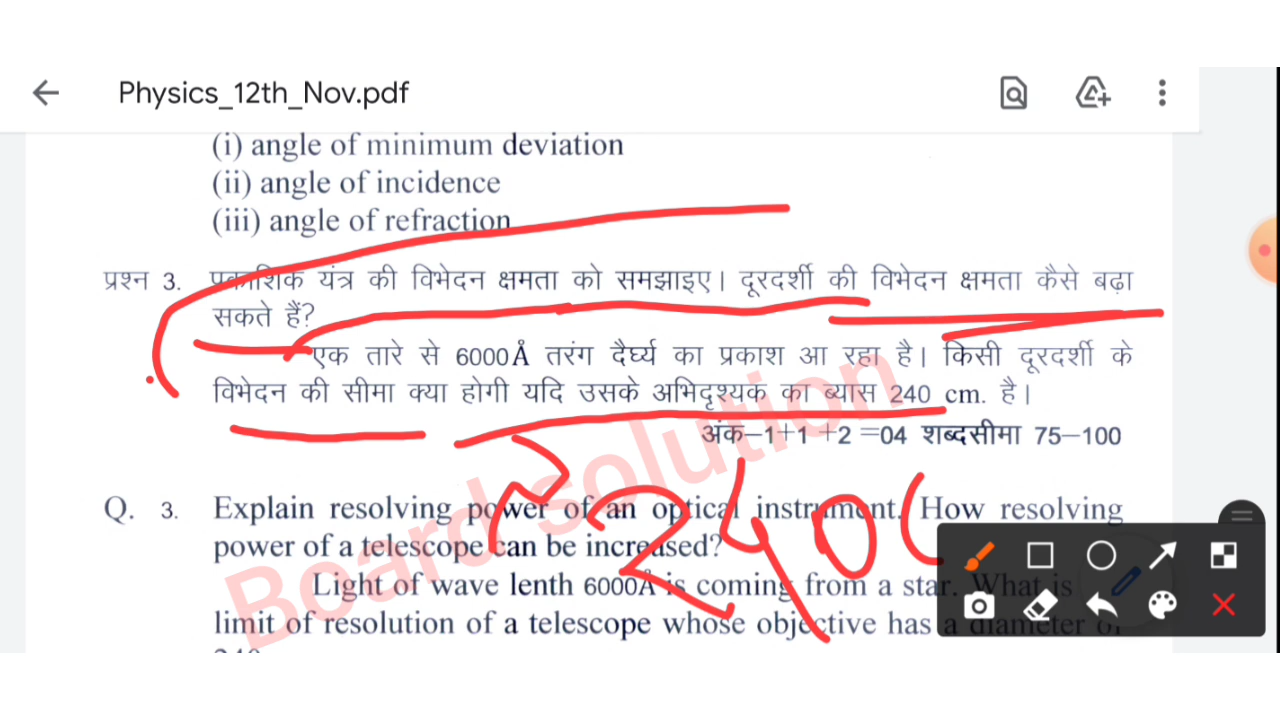 Physics_12th_Nov.pdf
(i) angle of minimum deviation
(ii) angle of incidence
(iii) angle of refraction
प्रश्न 3. प्रकाशिक यंत्र की विभेदन क्षमता को समझाइए। दूरदर्शी की विभेदन क्षमता कैसे बढ़ा
सकते हैं?
एक तारे से 6000Å तरंग दैर्ध्य का प्रकाश आ रहा है। किसी दूरदर्शी के
विभेदन की सीमा क्या होगी यदि उसके अभिदृश्यक का ब्यास 240 cm. है।
अंक–1+1 +2 =04 शब्दसीमा 75–100
Q. 3. Explain resolving power of an optical instrument. How resolving
power of a telescope can be increased?
Light of wave lenth 6000Å is coming from a star. What is
limit of resolution of a telescope whose objective has a diameter of
Board solution
240